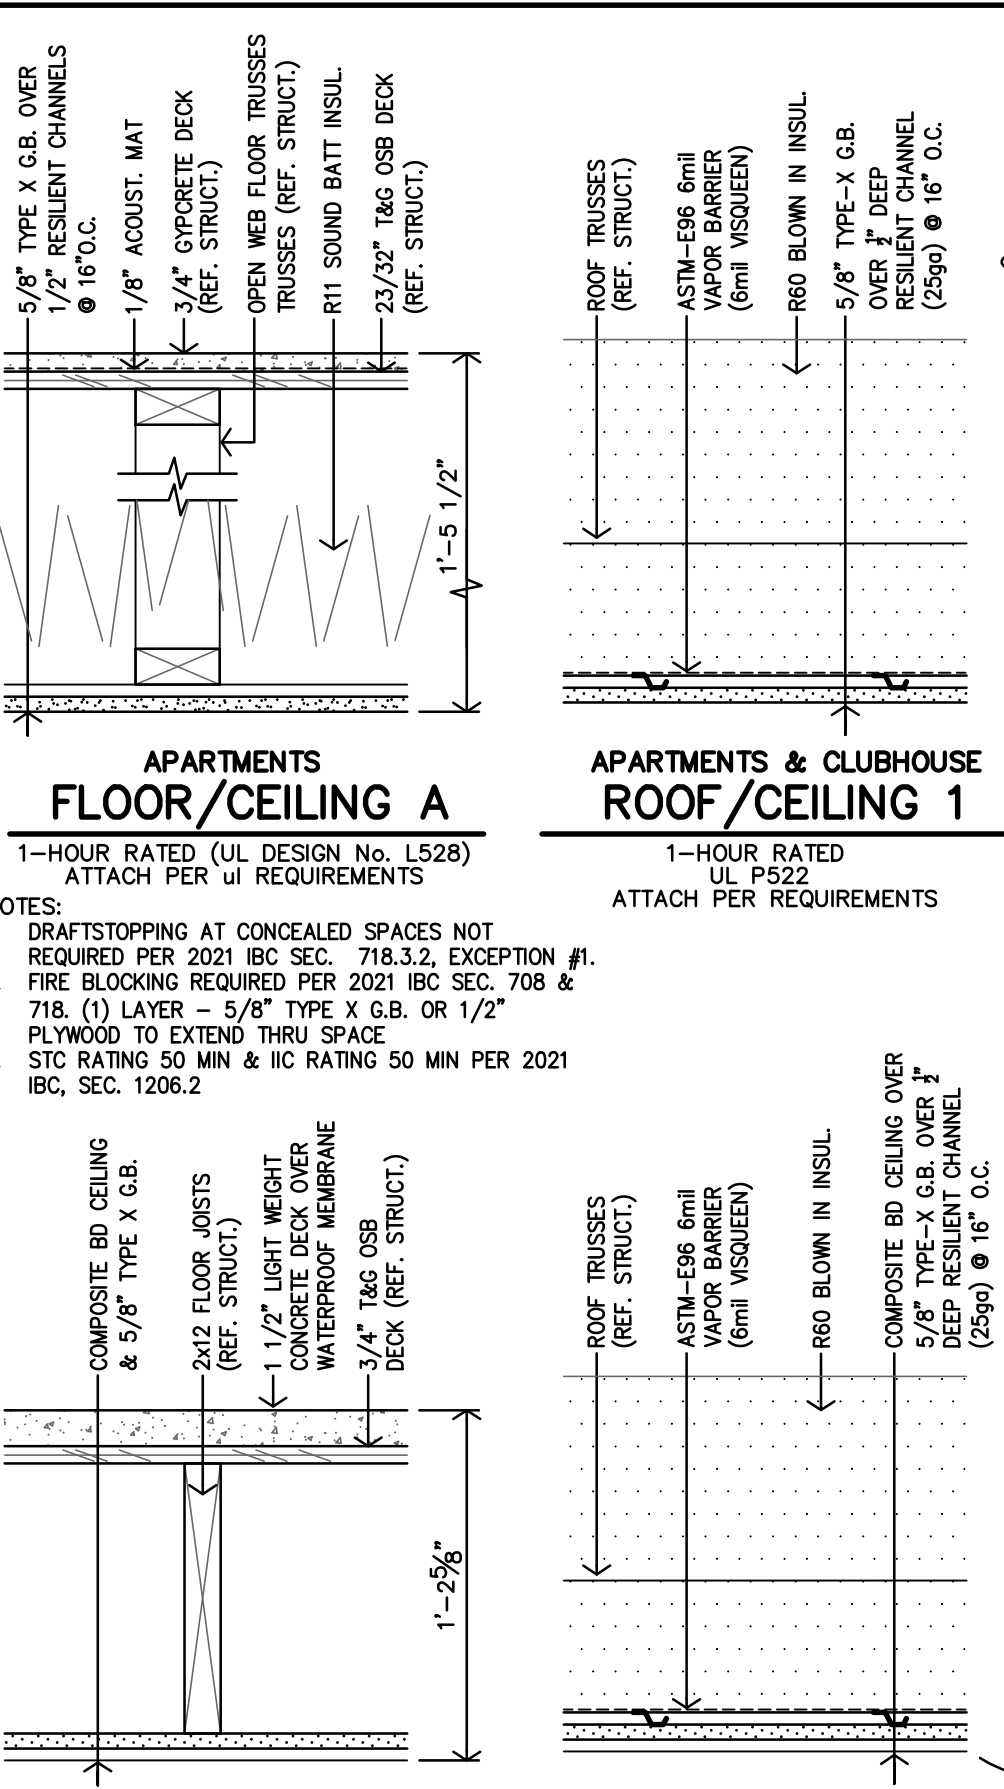 5/8" TYPE X G.B. OVER
1/2" RESILIENT CHANNELS
@ 16"O.C.
1/8" ACOUST. MAT
3/4" GYPCRETE DECK
(REF. STRUCT.)
OPEN WEB FLOOR TRUSSES
TRUSSES (REF. STRUCT.)
R11 SOUND BATT INSUL.
23/32" T&G OSB DECK
(REF. STRUCT.)
1'-5 1/2"
APARTMENTS
FLOOR/CEILING A
1-HOUR RATED (UL DESIGN No. L528)
ATTACH PER ul REQUIREMENTS
ROOF TRUSSES
(REF. STRUCT.)
ASTM-E96 6mil
VAPOR BARRIER
(6mil VISQUEEN)
R60 BLOWN IN INSUL.
5/8" TYPE-X G.B.
OVER 1/2" DEEP
RESILIENT CHANNEL
(25ga) @ 16" O.C.
APARTMENTS & CLUBHOUSE
ROOF/CEILING 1
1-HOUR RATED
UL P522
ATTACH PER REQUIREMENTS
OTES:
DRAFTSTOPPING AT CONCEALED SPACES NOT
REQUIRED PER 2021 IBC SEC. 718.3.2, EXCEPTION #1.
FIRE BLOCKING REQUIRED PER 2021 IBC SEC. 708 &
718. (1) LAYER - 5/8" TYPE X G.B. OR 1/2"
PLYWOOD TO EXTEND THRU SPACE
STC RATING 50 MIN & IIC RATING 50 MIN PER 2021
IBC, SEC. 1206.2
COMPOSITE BD CEILING
& 5/8" TYPE X G.B.
2x12 FLOOR JOISTS
(REF. STRUCT.)
1 1/2" LIGHT WEIGHT
CONCRETE DECK OVER
WATERPROOF MEMBRANE
3/4" T&G OSB
DECK (REF. STRUCT.)
1'-2 5/8"
ROOF TRUSSES
(REF. STRUCT.)
ASTM-E96 6mil
VAPOR BARRIER
(6mil VISQUEEN)
R60 BLOWN IN INSUL.
COMPOSITE BD CEILING OVER
5/8" TYPE-X G.B. OVER 1/2"
DEEP RESILIENT CHANNEL
(25ga) @ 16" O.C.